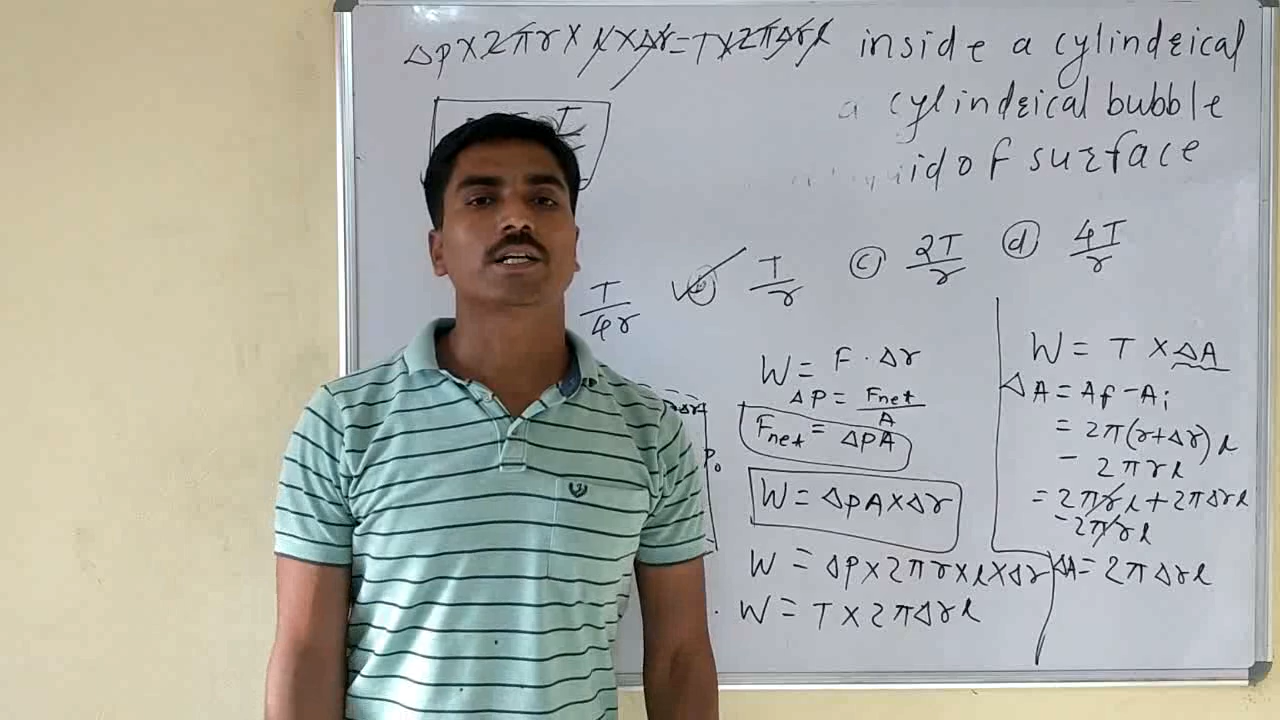 Δp×2πr×l×Δr=T×2πΔrl inside a cylindrical
a cylindrical bubble
of surface
T/4r T/r (c) 2T/r (d) 4T/r
W = F · Δr
ΔP = Fnet/A
Fnet = ΔPA
P₀
W = ΔPA×Δr
W = ΔP×2πr×l×Δr
W = T×2πΔrl
W = T × ΔA
ΔA = Af - Ai
= 2π(r+Δr)l
- 2πrl
= 2πrl + 2πΔrl
- 2πrl
ΔA = 2πΔrl